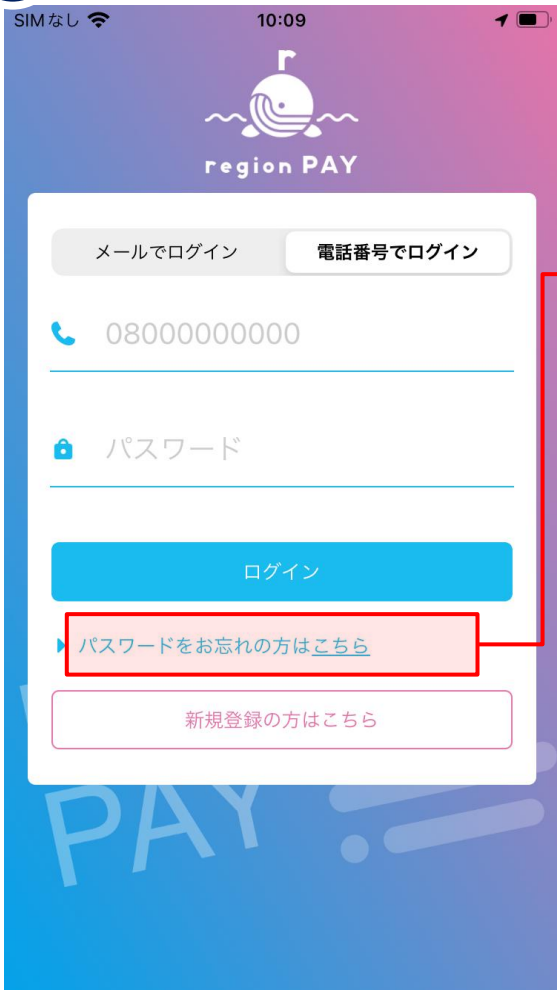 SIMなし 10:09
r
region PAY
メールでログイン 電話番号でログイン
08000000000
パスワード
ログイン
パスワードをお忘れの方はこちら
新規登録の方はこちら
PAY